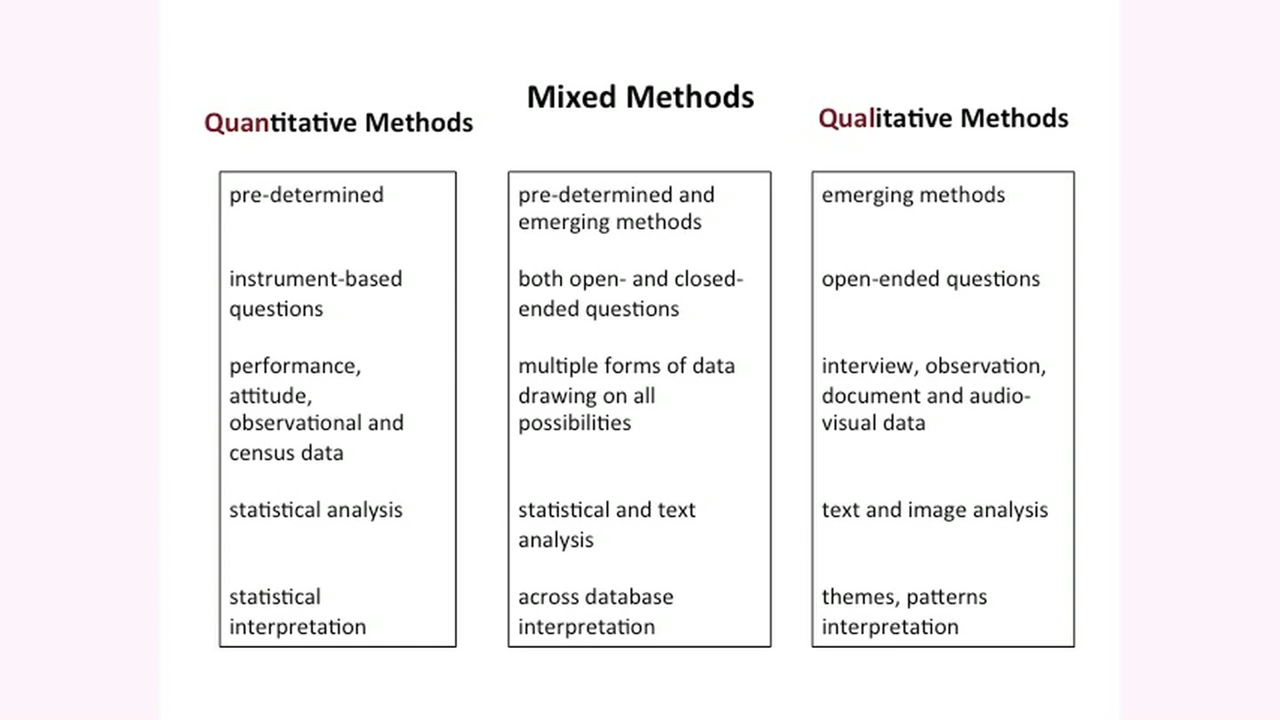 Mixed Methods
Quantitative Methods
Qualitative Methods
pre-determined
instrument-based
questions
performance,
attitude,
observational and
census data
statistical analysis
statistical
interpretation
pre-determined and
emerging methods
both open- and closed-
ended questions
multiple forms of data
drawing on all
possibilities
statistical and text
analysis
across database
interpretation
emerging methods
open-ended questions
interview, observation,
document and audio-
visual data
text and image analysis
themes, patterns
interpretation